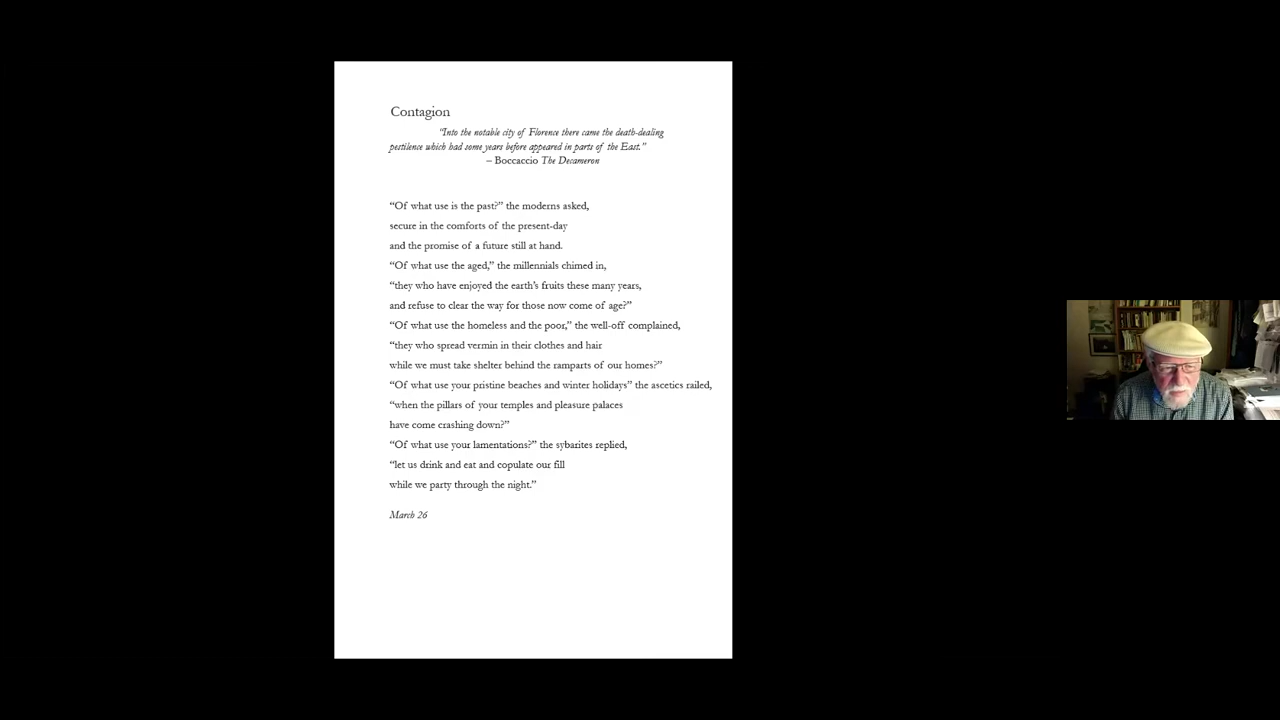 Contagion
“Into the notable city of Florence there came the death-dealing
pestilence which had some years before appeared in parts of the East.”
– Boccaccio The Decameron
“Of what use is the past?” the moderns asked,
secure in the comforts of the present-day
and the promise of a future still at hand.
“Of what use the aged,” the millennials chimed in,
“they who have enjoyed the earth’s fruits these many years,
and refuse to clear the way for those now come of age?”
“Of what use the homeless and the poor,” the well-off complained,
“they who spread vermin in their clothes and hair
while we must take shelter behind the ramparts of our homes?”
“Of what use your pristine beaches and winter holidays” the ascetics railed,
“when the pillars of your temples and pleasure palaces
have come crashing down?”
“Of what use your lamentations?” the sybarites replied,
“let us drink and eat and copulate our fill
while we party through the night.”
March 26